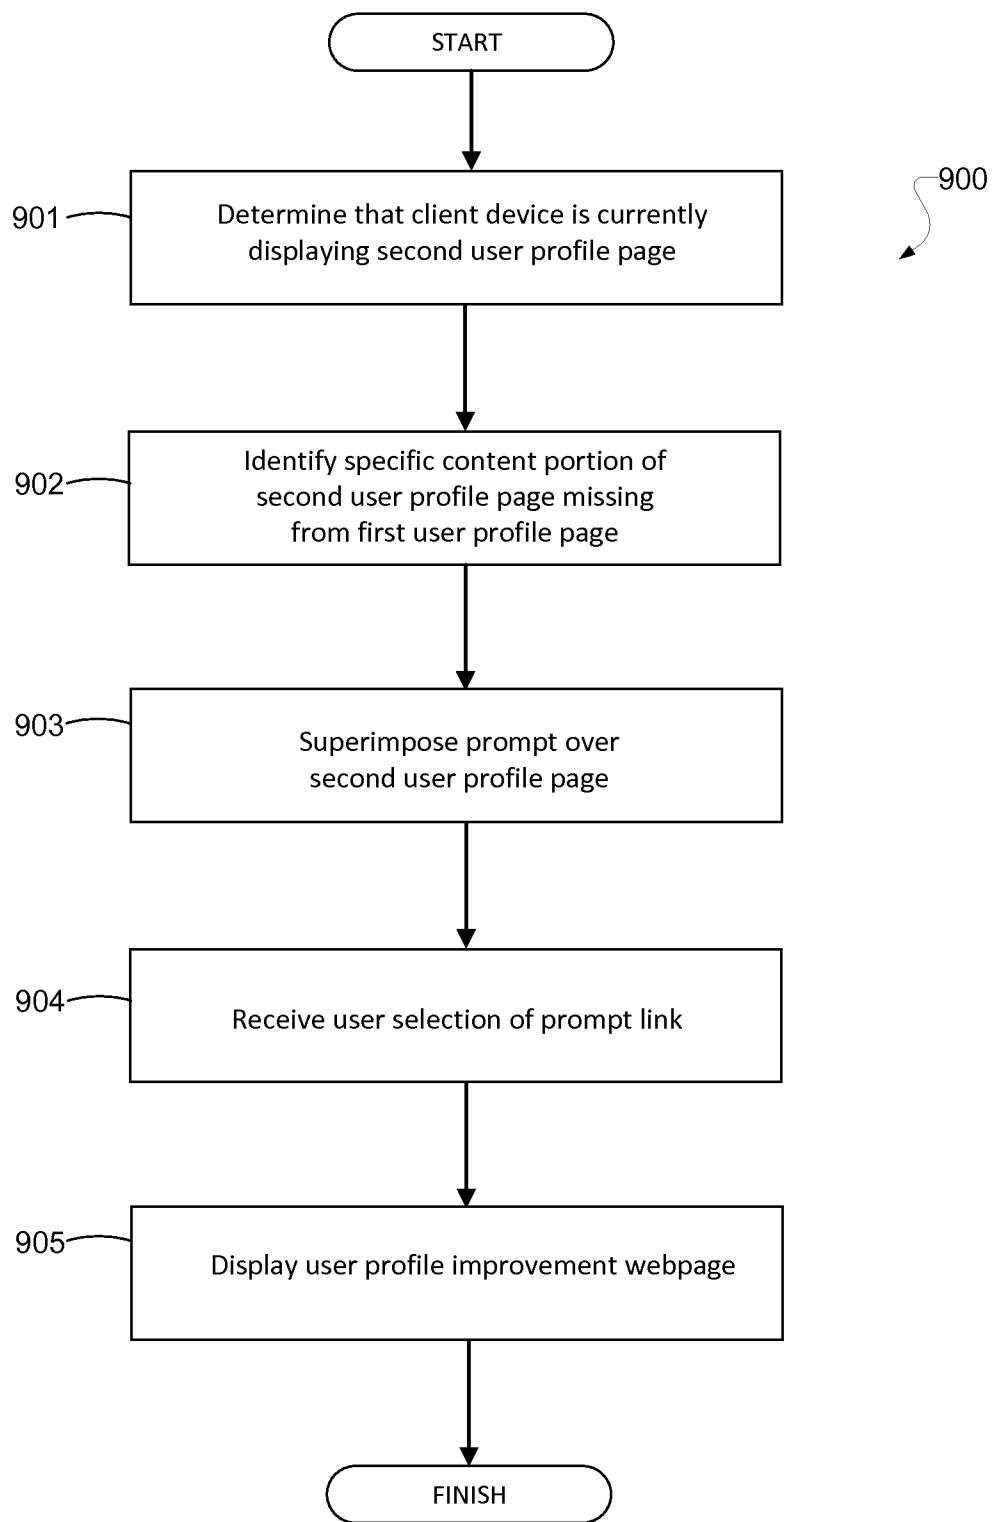 START
900
901
Determine that client device is currently
displaying second user profile page
902
Identify specific content portion of
second user profile page missing
from first user profile page
903
Superimpose prompt over
second user profile page
904
Receive user selection of prompt link
905
Display user profile improvement webpage
FINISH